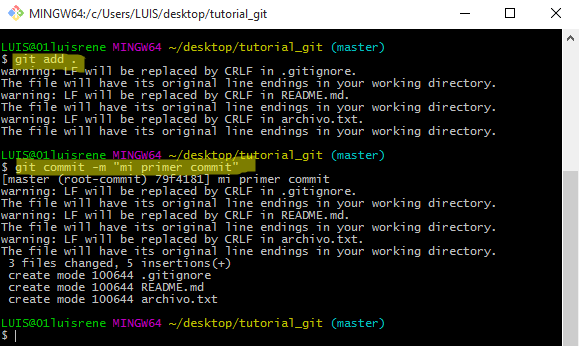 MINGW64:/c/Users/LUIS/desktop/tutorial_git
LUIS@01luisrene MINGW64 ~/desktop/tutorial_git (master)
$ git add .
warning: LF will be replaced by CRLF in .gitignore.
The file will have its original line endings in your working directory.
warning: LF will be replaced by CRLF in README.md.
The file will have its original line endings in your working directory.
warning: LF will be replaced by CRLF in archivo.txt.
The file will have its original line endings in your working directory.
LUIS@01luisrene MINGW64 ~/desktop/tutorial_git (master)
$ git commit -m "mi primer commit"
[master (root-commit) 79f4181] mi primer commit
warning: LF will be replaced by CRLF in .gitignore.
The file will have its original line endings in your working directory.
warning: LF will be replaced by CRLF in README.md.
The file will have its original line endings in your working directory.
warning: LF will be replaced by CRLF in archivo.txt.
The file will have its original line endings in your working directory.
3 files changed, 5 insertions(+)
create mode 100644 .gitignore
create mode 100644 README.md
create mode 100644 archivo.txt
LUIS@01luisrene MINGW64 ~/desktop/tutorial_git (master)
$